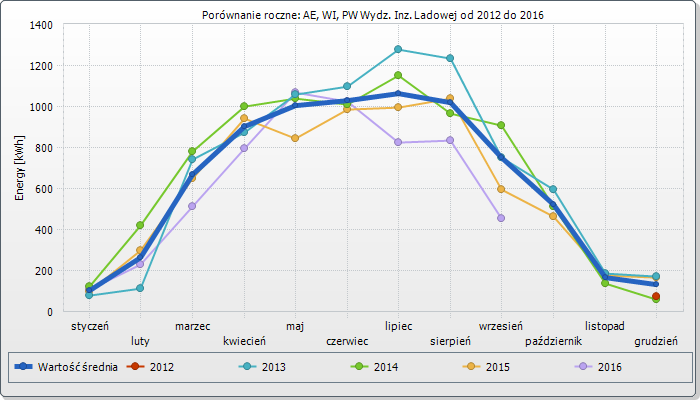 Porównanie roczne: AE, WI, PW Wydz. Inz. Ladowej od 2012 do 2016
Energy [kWh]
1400
1200
1000
800
600
400
200
0
styczeń
luty
marzec
kwiecień
maj
czerwiec
lipiec
sierpień
wrzesień
październik
listopad
grudzień
Wartość średnia 2012 2013 2014 2015 2016